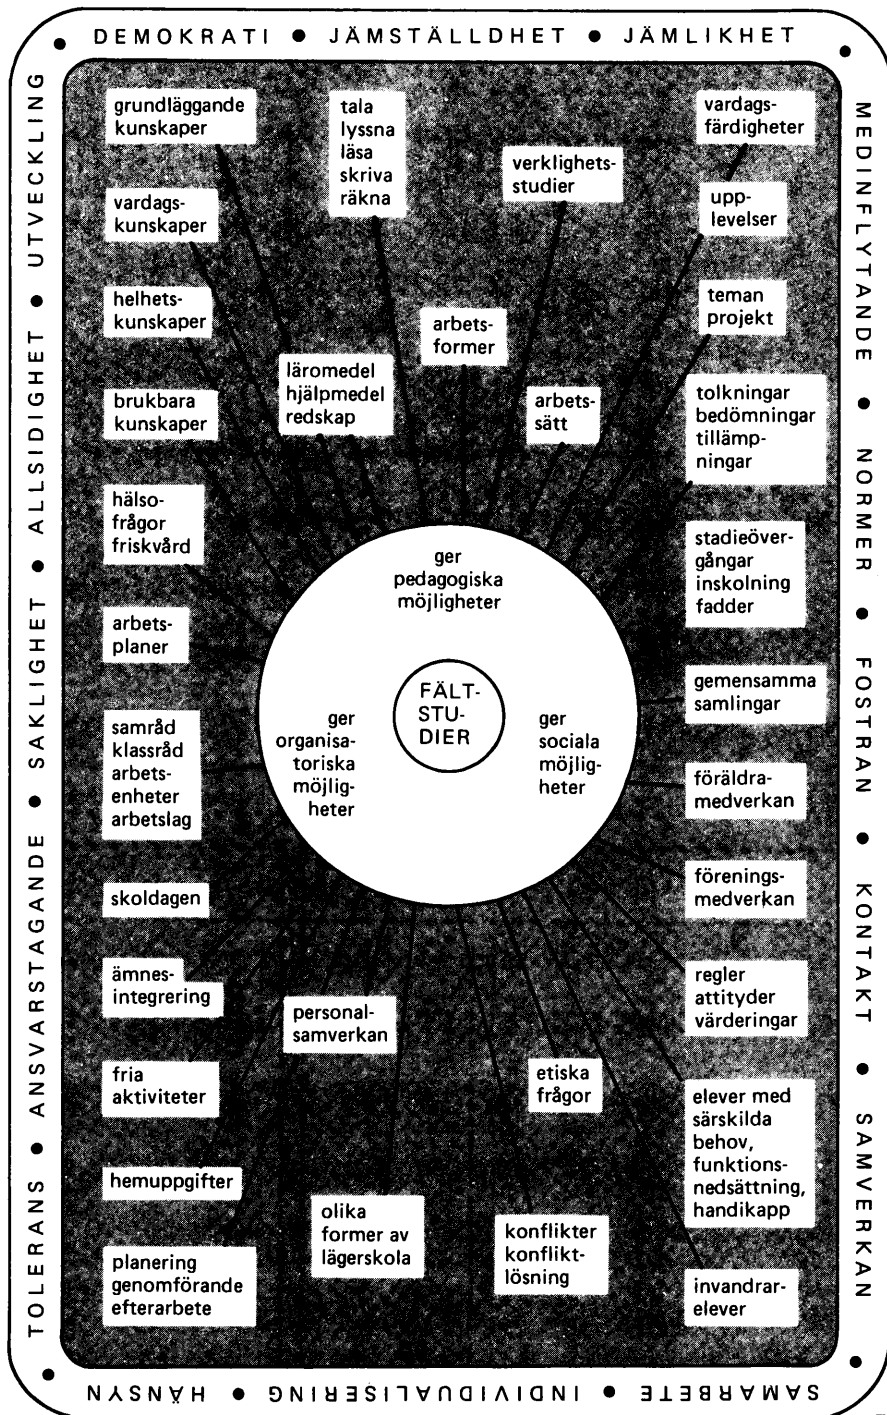 DEMOKRATI ● JÄMSTÄLLDHET ● JÄMLIKHET
MEDINFLYTANDE ● NORMER ● FOSTRAN ● KONTAKT ● SAMVERKAN
SAMARBETE ● INDIVIDUALISERING ● HÄNSYN
TOLERANS ● ANSVARSTAGANDE ● SAKLIGHET ● ALLSIDIGHET ● UTVECKLING
grundläggande
kunskaper
vardags-
kunskaper
helhets-
kunskaper
brukbara
kunskaper
hälso-
frågor
friskvård
arbets-
planer
samråd
klassråd
arbets-
enheter
arbetslag
skoldagen
ämnes-
integrering
fria
aktiviteter
hemuppgifter
planering
genomförande
efterarbete
tala
lyssna
läsa
skriva
räkna
läromedel
hjälpmedel
redskap
arbets-
former
verklighets-
studier
arbets-
sätt
ger
pedagogiska
möjligheter
FÄLT-
STU-
DIER
ger
organisa-
toriska
möjlig-
heter
ger
sociala
möjlig-
heter
personal-
samverkan
olika
former av
lägerskola
etiska
frågor
konflikter
konflikt-
lösning
vardags-
färdigheter
upp-
levelser
teman
projekt
tolkningar
bedömningar
tillämp-
ningar
stadieöver-
gångar
inskolning
fadder
gemensamma
samlingar
föräldra-
medverkan
förenings-
medverkan
regler
attityder
värderingar
elever med
särskilda
behov,
funktions-
nedsättning,
handikapp
invandrar-
elever